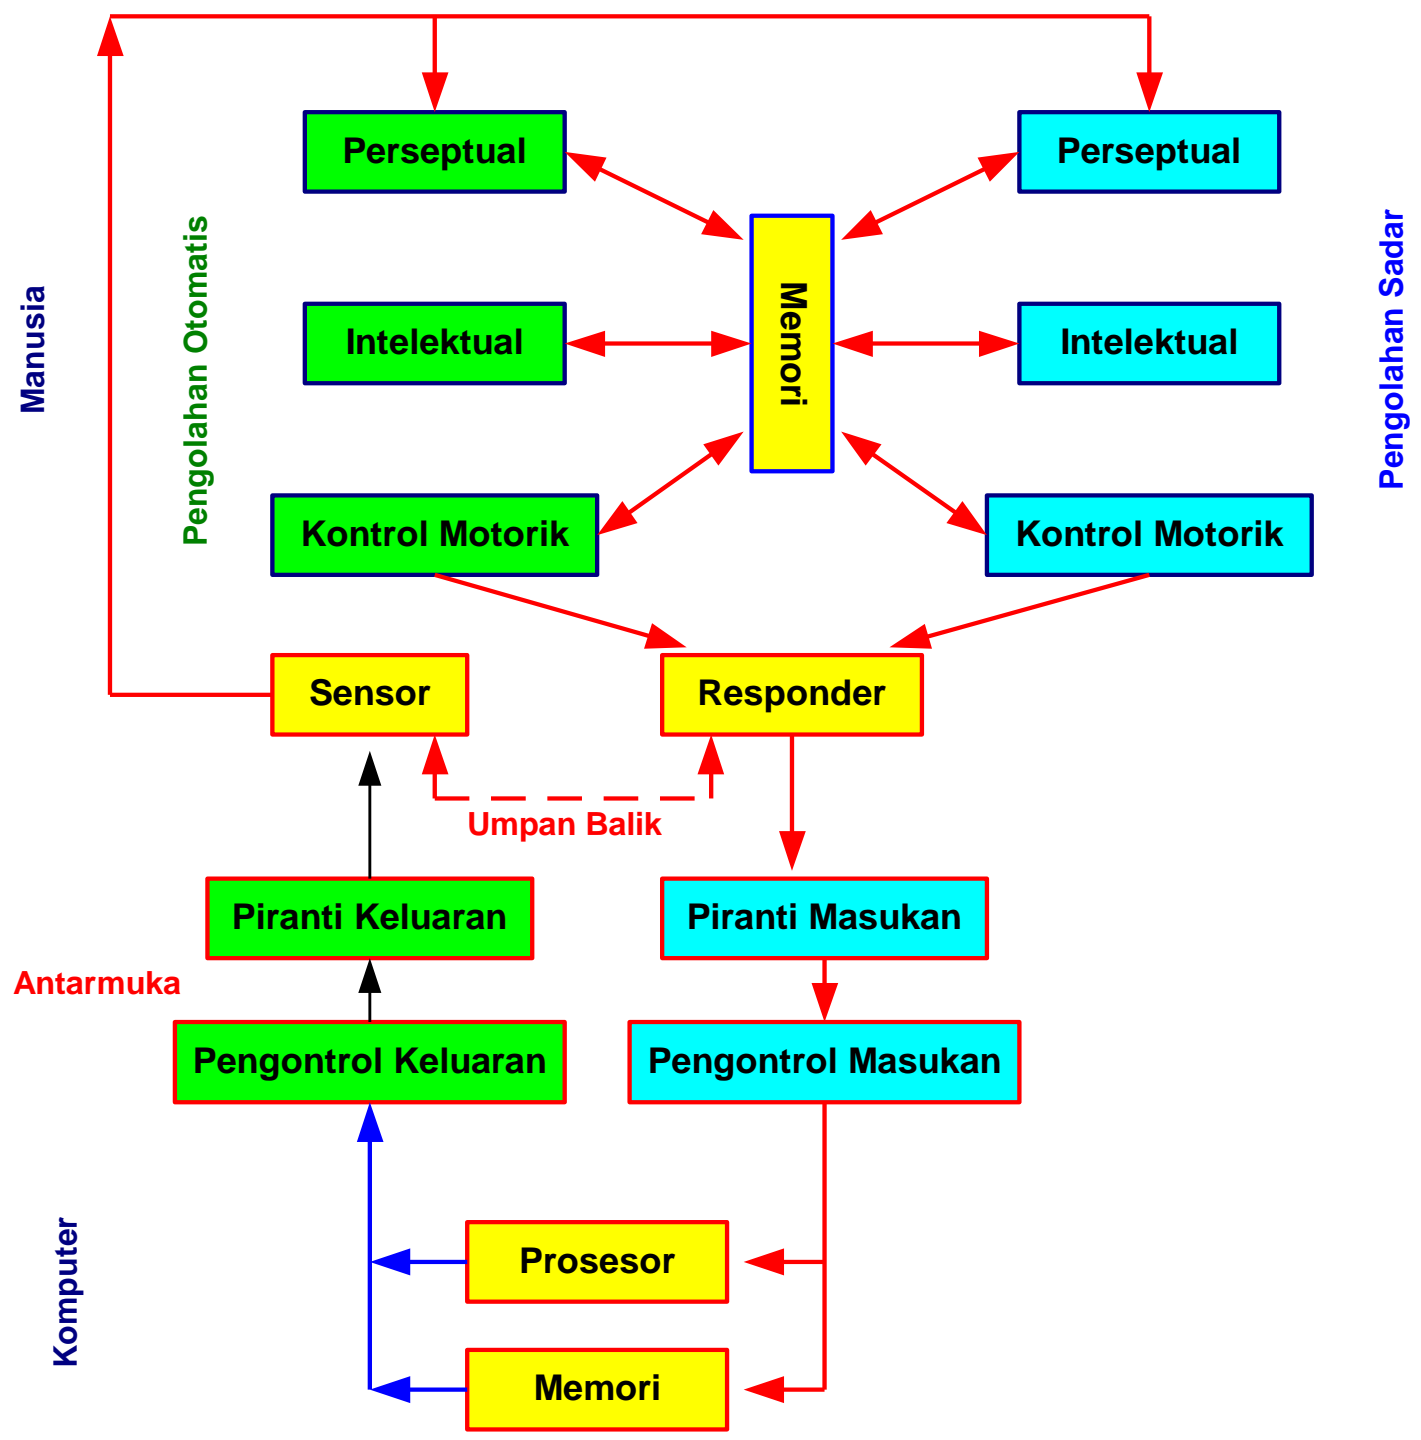 Perseptual
Perseptual
Manusia
Pengolahan Otomatis
Memori
Pengolahan Sadar
Intelektual
Intelektual
Kontrol Motorik
Kontrol Motorik
Sensor
Responder
Umpan Balik
Piranti Keluaran
Piranti Masukan
Antarmuka
Pengontrol Keluaran
Pengontrol Masukan
Komputer
Prosesor
Memori